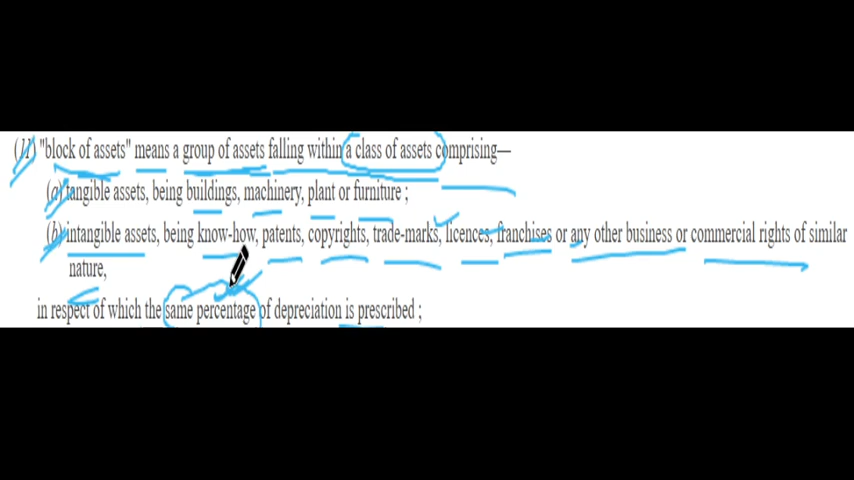 (11) "block of assets" means a group of assets falling within a class of assets comprising—
(a) tangible assets, being buildings, machinery, plant or furniture ;
(b) intangible assets, being know-how, patents, copyrights, trade-marks, licences, franchises or any other business or commercial rights of similar
nature,
in respect of which the same percentage of depreciation is prescribed ;